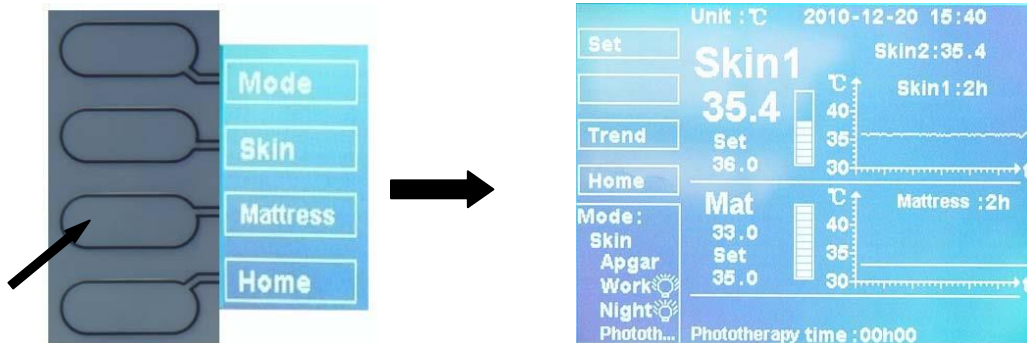 Mode
Skin
Mattress
Home
Unit : ℃ 2010-12-20 15:40
Set
Trend
Home
Mode:
Skin
Apgar
Work
Night
Phototh...
Skin1
35.4
Set
36.0
Skin2:35.4
Skin1:2h
℃
40
35
30
t
Mat
33.0
Set
35.0
Mattress :2h
℃
40
35
30
t
Phototherapy time :00h00